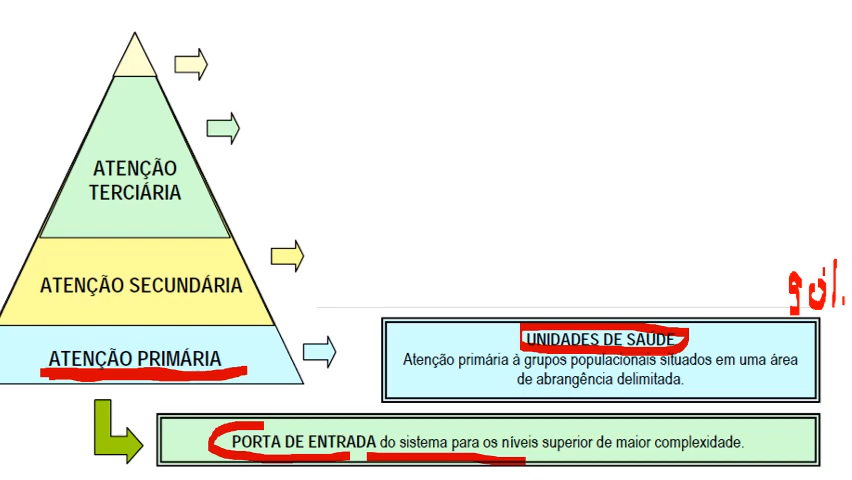 ATENÇÃO
TERCIÁRIA
ATENÇÃO SECUNDÁRIA
ATENÇÃO PRIMÁRIA
UNIDADES DE SAÚDE
Atenção primária à grupos populacionais situados em uma área
de abrangência delimitada.
PORTA DE ENTRADA do sistema para os níveis superior de maior complexidade.